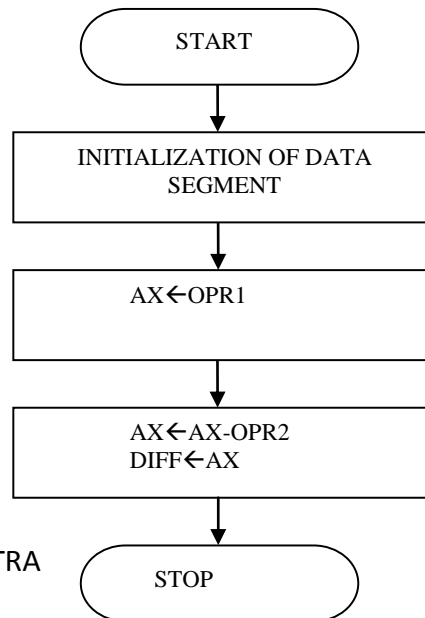 START
INITIALIZATION OF DATA
SEGMENT
AX←OPR1
AX←AX-OPR2
DIFF←AX
TRA
STOP